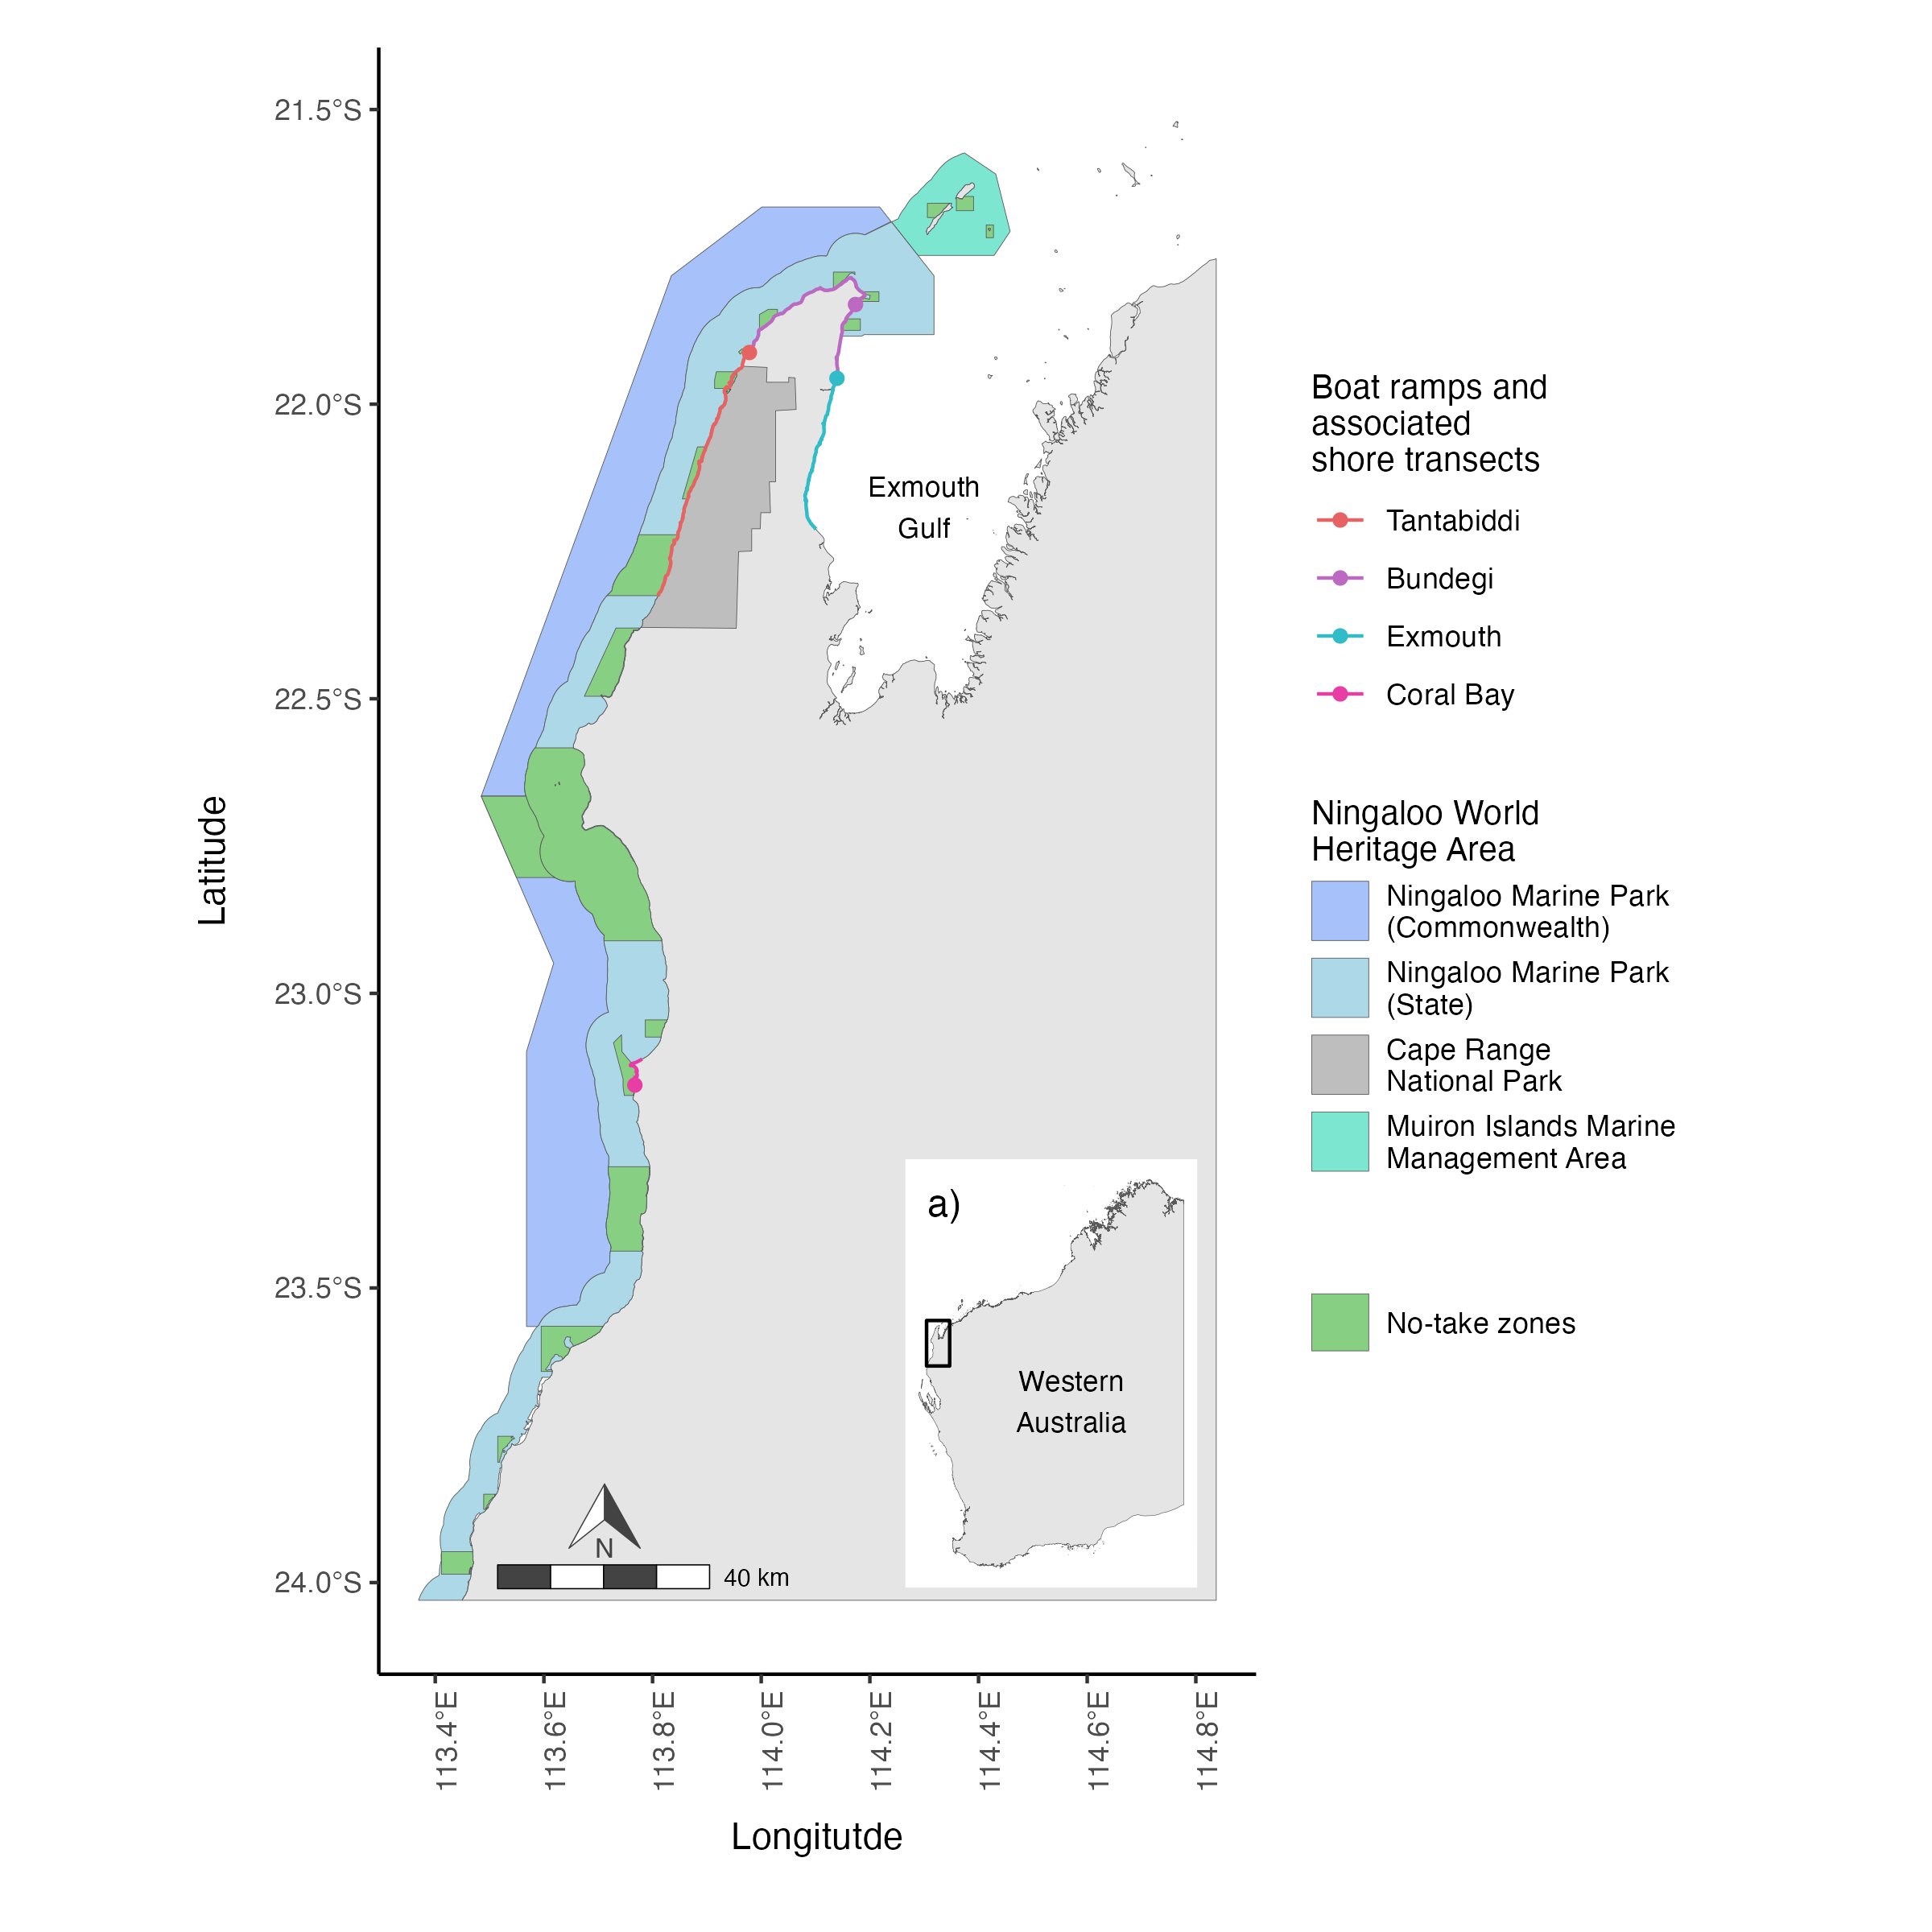 21.5°S
22.0°S
22.5°S
23.0°S
23.5°S
24.0°S
Latitude
Exmouth
Gulf
a)
Western
Australia
N
40 km
113.4°E
113.6°E
113.8°E
114.0°E
114.2°E
114.4°E
114.6°E
114.8°E
Longitutde
Boat ramps and
associated
shore transects
Tantabiddi
Bundegi
Exmouth
Coral Bay
Ningaloo World
Heritage Area
Ningaloo Marine Park
(Commonwealth)
Ningaloo Marine Park
(State)
Cape Range
National Park
Muiron Islands Marine
Management Area
No-take zones